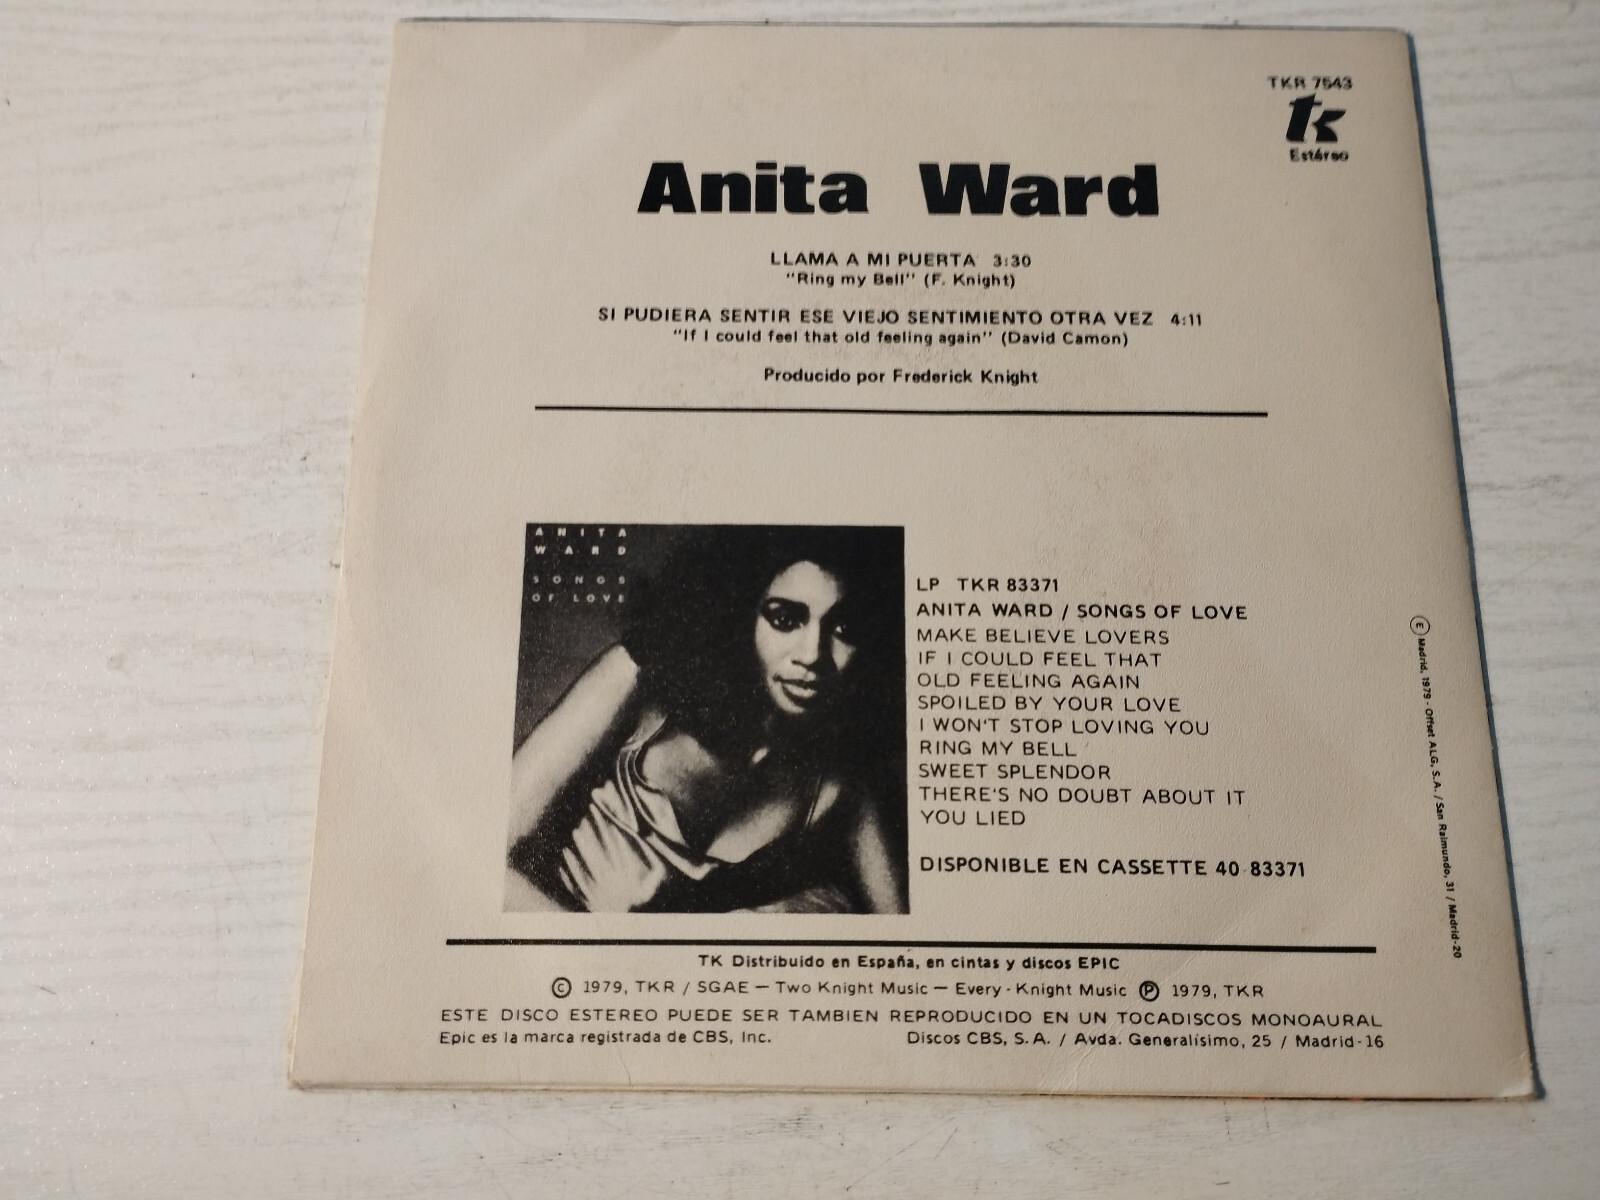 TKR 7543
tk
Estéreo
Anita Ward
LLAMA A MI PUERTA 3:30
"Ring my Bell" (F. Knight)
SI PUDIERA SENTIR ESE VIEJO SENTIMIENTO OTRA VEZ 4:11
"If I could feel that old feeling again" (David Camon)
Producido por Frederick Knight
ANITA
WARD
SONGS
OF LOVE
LP TKR 83371
ANITA WARD / SONGS OF LOVE
MAKE BELIEVE LOVERS
IF I COULD FEEL THAT
OLD FEELING AGAIN
SPOILED BY YOUR LOVE
I WON'T STOP LOVING YOU
RING MY BELL
SWEET SPLENDOR
THERE'S NO DOUBT ABOUT IT
YOU LIED
DISPONIBLE EN CASSETTE 40 83371
Ⓔ Madrid, 1979 - Offset ALG, S.A. / San Raimundo, 31 / Madrid-20
TK Distribuido en España, en cintas y discos EPIC
© 1979, TKR / SGAE — Two Knight Music — Every - Knight Music ℗ 1979, TKR
ESTE DISCO ESTEREO PUEDE SER TAMBIEN REPRODUCIDO EN UN TOCADISCOS MONOAURAL
Epic es la marca registrada de CBS, Inc. Discos CBS, S.A. / Avda. Generalísimo, 25 / Madrid-16